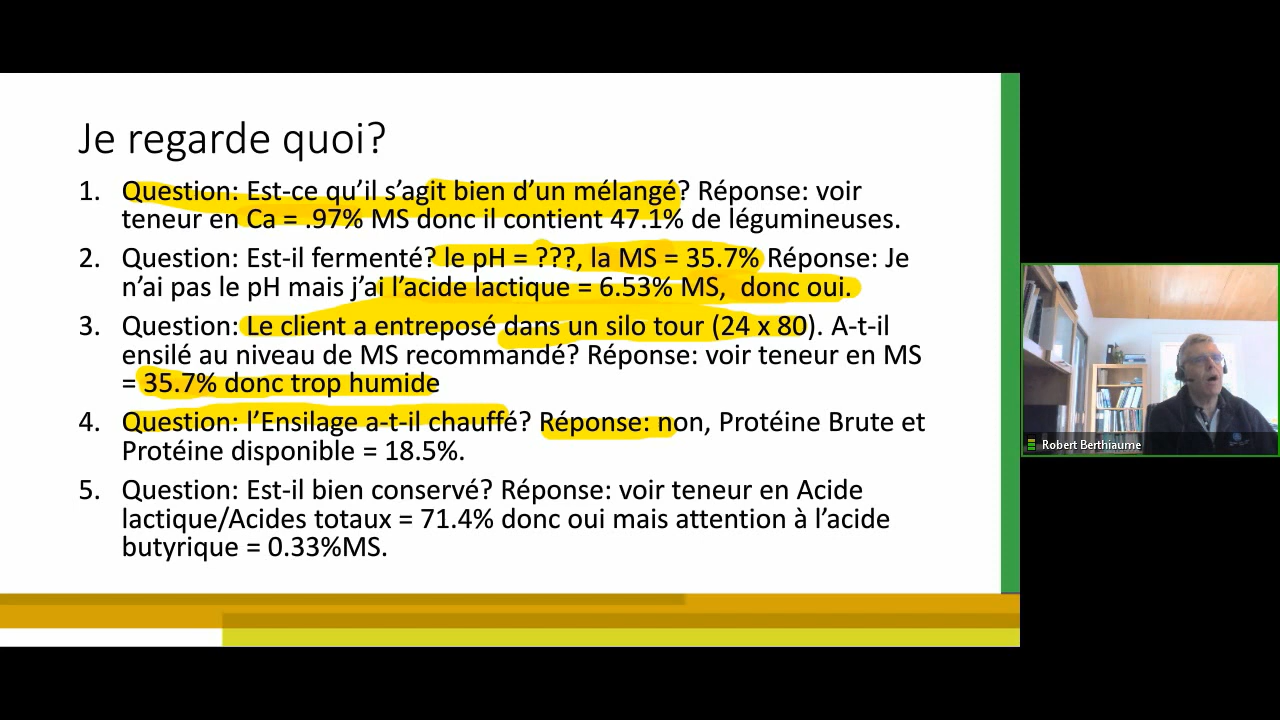 Je regarde quoi?
1. Question: Est-ce qu'il s'agit bien d'un mélangé? Réponse: voir
teneur en Ca = .97% MS donc il contient 47.1% de légumineuses.
2. Question: Est-il fermenté? le pH = ???, la MS = 35.7% Réponse: Je
n'ai pas le pH mais j'ai l'acide lactique = 6.53% MS, donc oui.
3. Question: Le client a entreposé dans un silo tour (24 x 80). A-t-il
ensilé au niveau de MS recommandé? Réponse: voir teneur en MS
= 35.7% donc trop humide
4. Question: l'Ensilage a-t-il chauffé? Réponse: non, Protéine Brute et
Protéine disponible = 18.5%.
5. Question: Est-il bien conservé? Réponse: voir teneur en Acide
lactique/Acides totaux = 71.4% donc oui mais attention à l'acide
butyrique = 0.33%MS.
Robert Berthiaume